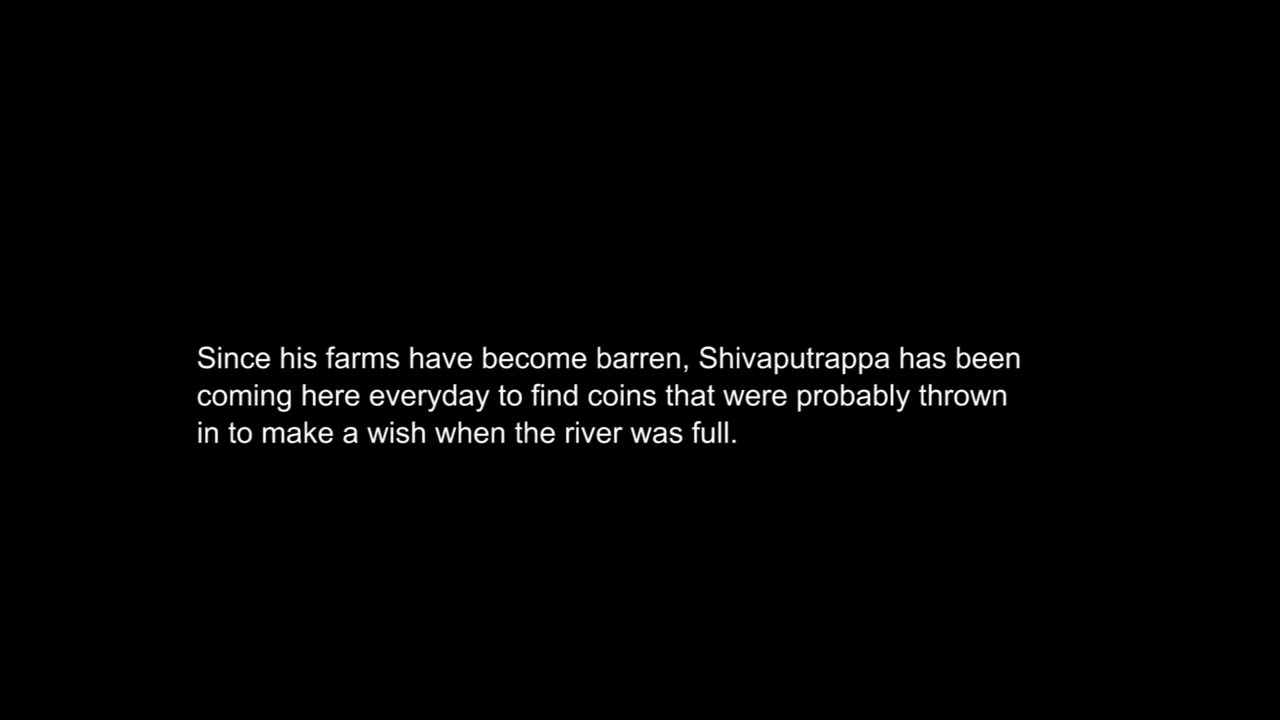 Since his farms have become barren, Shivaputrappa has been
coming here everyday to find coins that were probably thrown
in to make a wish when the river was full.